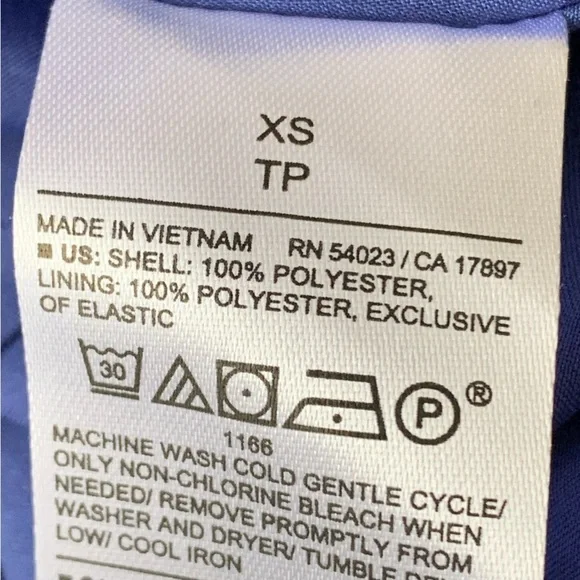 XS
TP
MADE IN VIETNAM RN 54023 / CA 17897
US: SHELL: 100% POLYESTER,
LINING: 100% POLYESTER, EXCLUSIVE
OF ELASTIC
30 P ®
1166
MACHINE WASH COLD GENTLE CYCLE/
ONLY NON-CHLORINE BLEACH WHEN
NEEDED/ REMOVE PROMPTLY FROM
WASHER AND DRYER/ TUMBLE
LOW/ COOL IRON